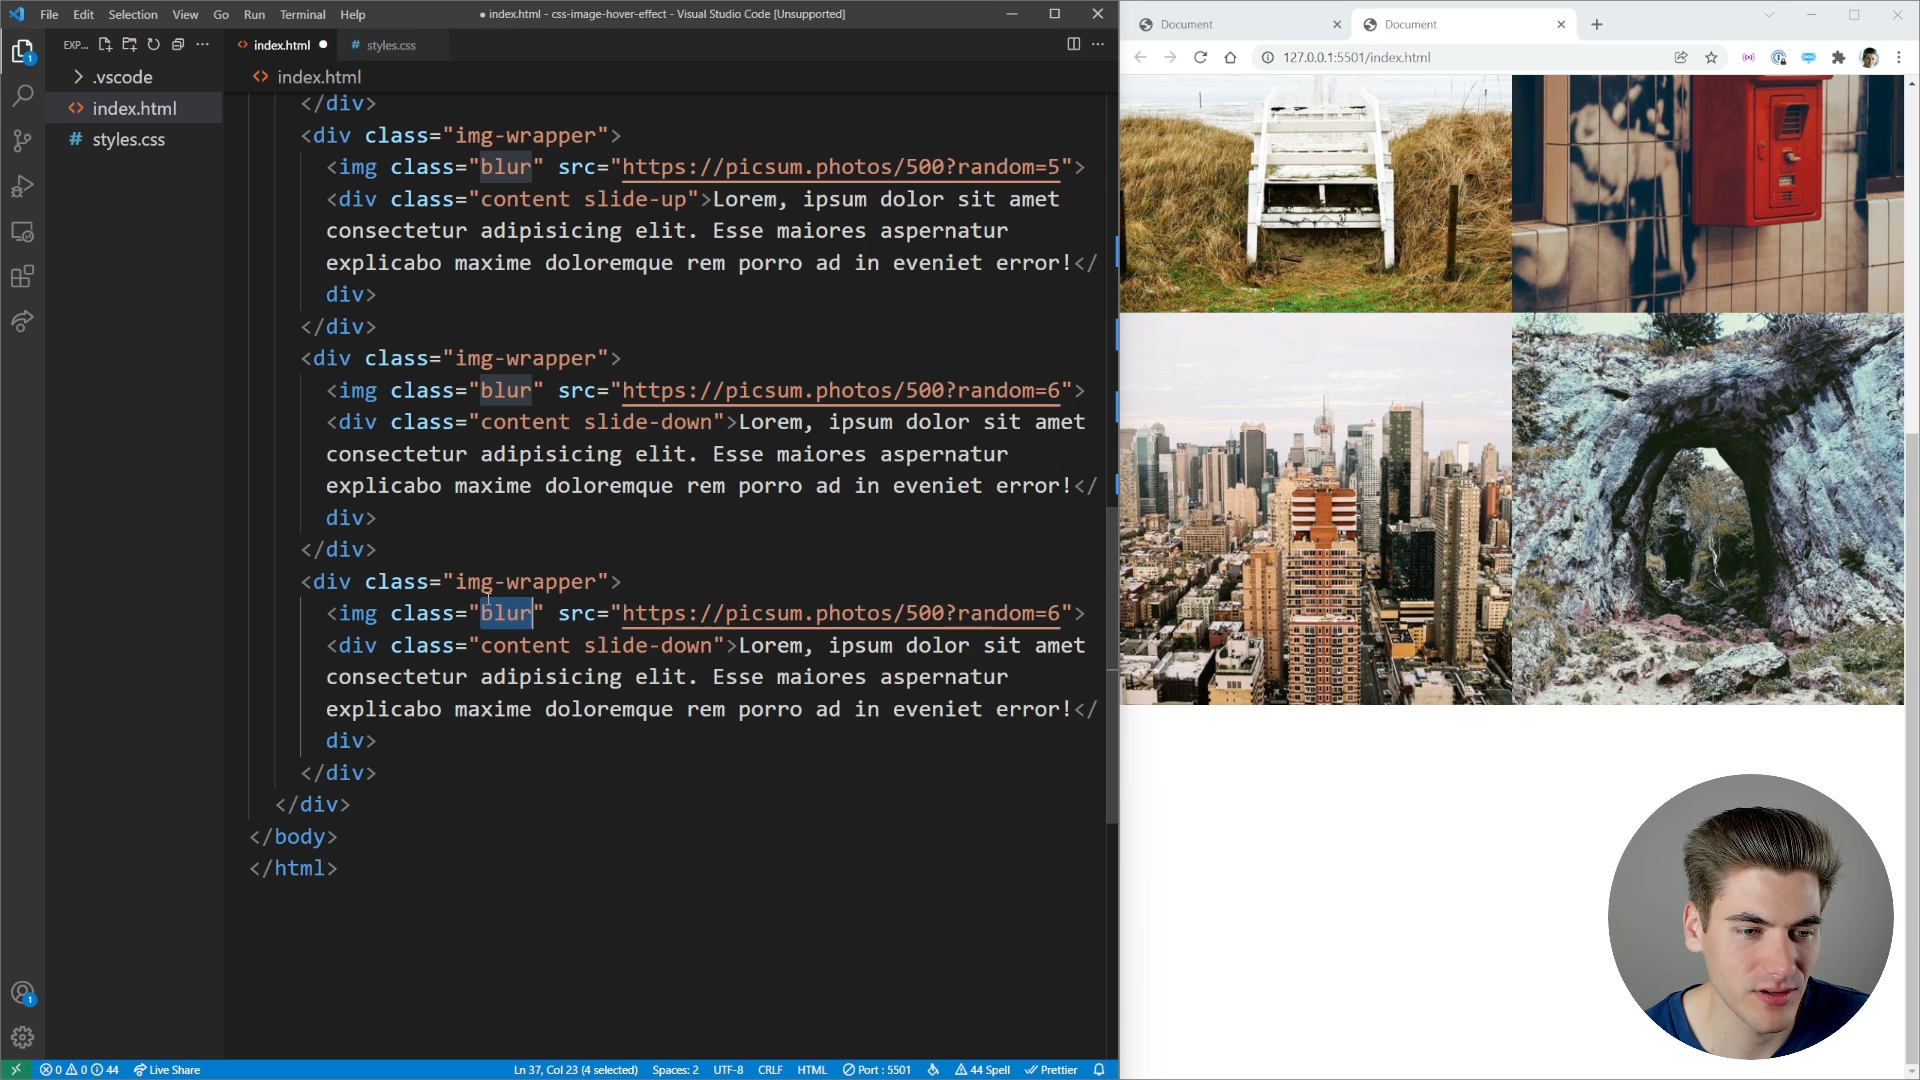 File Edit Selection View Go Run Terminal Help
● index.html - css-image-hover-effect - Visual Studio Code [Unsupported]
EXP...
.vscode
index.html
styles.css
index.html
styles.css
index.html
</div>
<div class="img-wrapper">
<img class="blur" src="https://picsum.photos/500?random=5">
<div class="content slide-up">Lorem, ipsum dolor sit amet
consectetur adipisicing elit. Esse maiores aspernatur
explicabo maxime doloremque rem porro ad in eveniet error!</
div>
</div>
<div class="img-wrapper">
<img class="blur" src="https://picsum.photos/500?random=6">
<div class="content slide-down">Lorem, ipsum dolor sit amet
consectetur adipisicing elit. Esse maiores aspernatur
explicabo maxime doloremque rem porro ad in eveniet error!</
div>
</div>
<div class="img-wrapper">
<img class="blur" src="https://picsum.photos/500?random=6">
<div class="content slide-down">Lorem, ipsum dolor sit amet
consectetur adipisicing elit. Esse maiores aspernatur
explicabo maxime doloremque rem porro ad in eveniet error!</
div>
</div>
</div>
</body>
</html>
1
1
0 0 44 Live Share
Ln 37, Col 23 (4 selected) Spaces: 2 UTF-8 CRLF HTML Port : 5501 44 Spell Prettier
Document
Document
127.0.0.1:5501/index.html